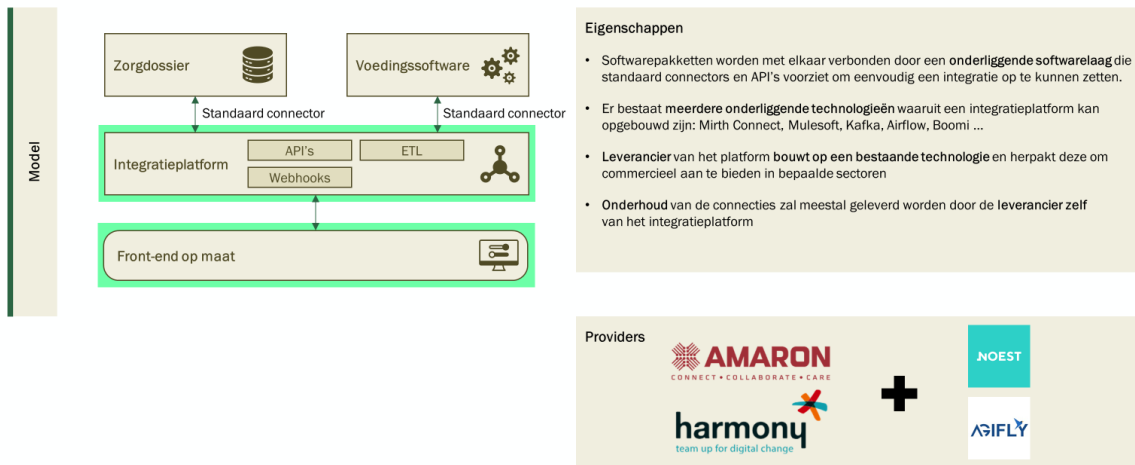 Model
Zorgdossier
Voedingssoftware
Standaard connector
Standaard connector
Integratieplatform
API's
ETL
Webhooks
Front-end op maat
Eigenschappen
• Softwarepakketten worden met elkaar verbonden door een onderliggende softwarelaag die
standaard connectors en API's voorziet om eenvoudig een integratie op te kunnen zetten.
• Er bestaat meerdere onderliggende technologieën waaruit een integratieplatform kan
opgebouwd zijn: Mirth Connect, Mulesoft, Kafka, Airflow, Boomi ...
• Leverancier van het platform bouwt op een bestaande technologie en herpakt deze om
commercieel aan te bieden in bepaalde sectoren
• Onderhoud van de connecties zal meestal geleverd worden door de leverancier zelf
van het integratieplatform
Providers
AMARON
CONNECT • COLLABORATE • CARE
harmony
team up for digital change
NOEST
AGIFLY